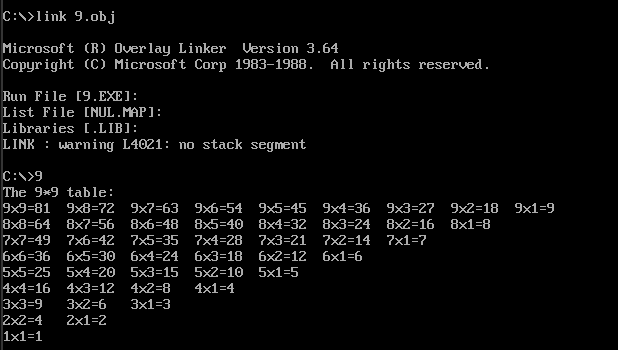 C:\>link 9.obj
Microsoft (R) Overlay Linker  Version 3.64
Copyright (C) Microsoft Corp 1983-1988.  All rights reserved.
Run File [9.EXE]:
List File [NUL.MAP]:
Libraries [.LIB]:
LINK : warning L4021: no stack segment
C:\>9
The 9*9 table:
9x9=81  9x8=72  9x7=63  9x6=54  9x5=45  9x4=36  9x3=27  9x2=18  9x1=9
8x8=64  8x7=56  8x6=48  8x5=40  8x4=32  8x3=24  8x2=16  8x1=8
7x7=49  7x6=42  7x5=35  7x4=28  7x3=21  7x2=14  7x1=7
6x6=36  6x5=30  6x4=24  6x3=18  6x2=12  6x1=6
5x5=25  5x4=20  5x3=15  5x2=10  5x1=5
4x4=16  4x3=12  4x2=8   4x1=4
3x3=9   3x2=6   3x1=3
2x2=4   2x1=2
1x1=1